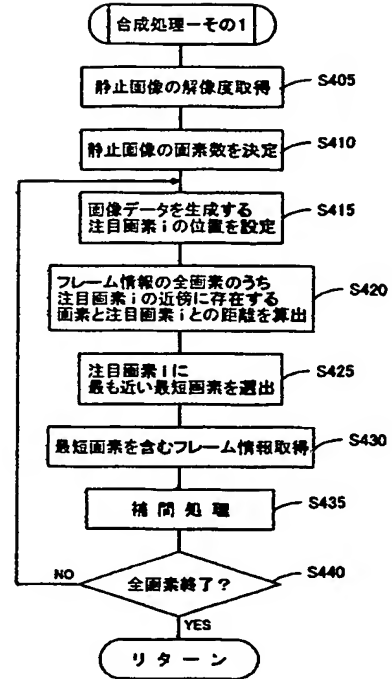 合成処理ーその1
静止画像の解像度取得
S405
静止画像の画素数を決定
S410
画像データを生成する
注目画素iの位置を設定
S415
フレーム情報の全画素のうち
注目画素iの近傍に存在する
画素と注目画素iとの距離を算出
S420
注目画素iに
最も近い最短画素を選出
S425
最短画素を含むフレーム情報取得
S430
補間処理
S435
全画素終了?
S440
NO
YES
リターン